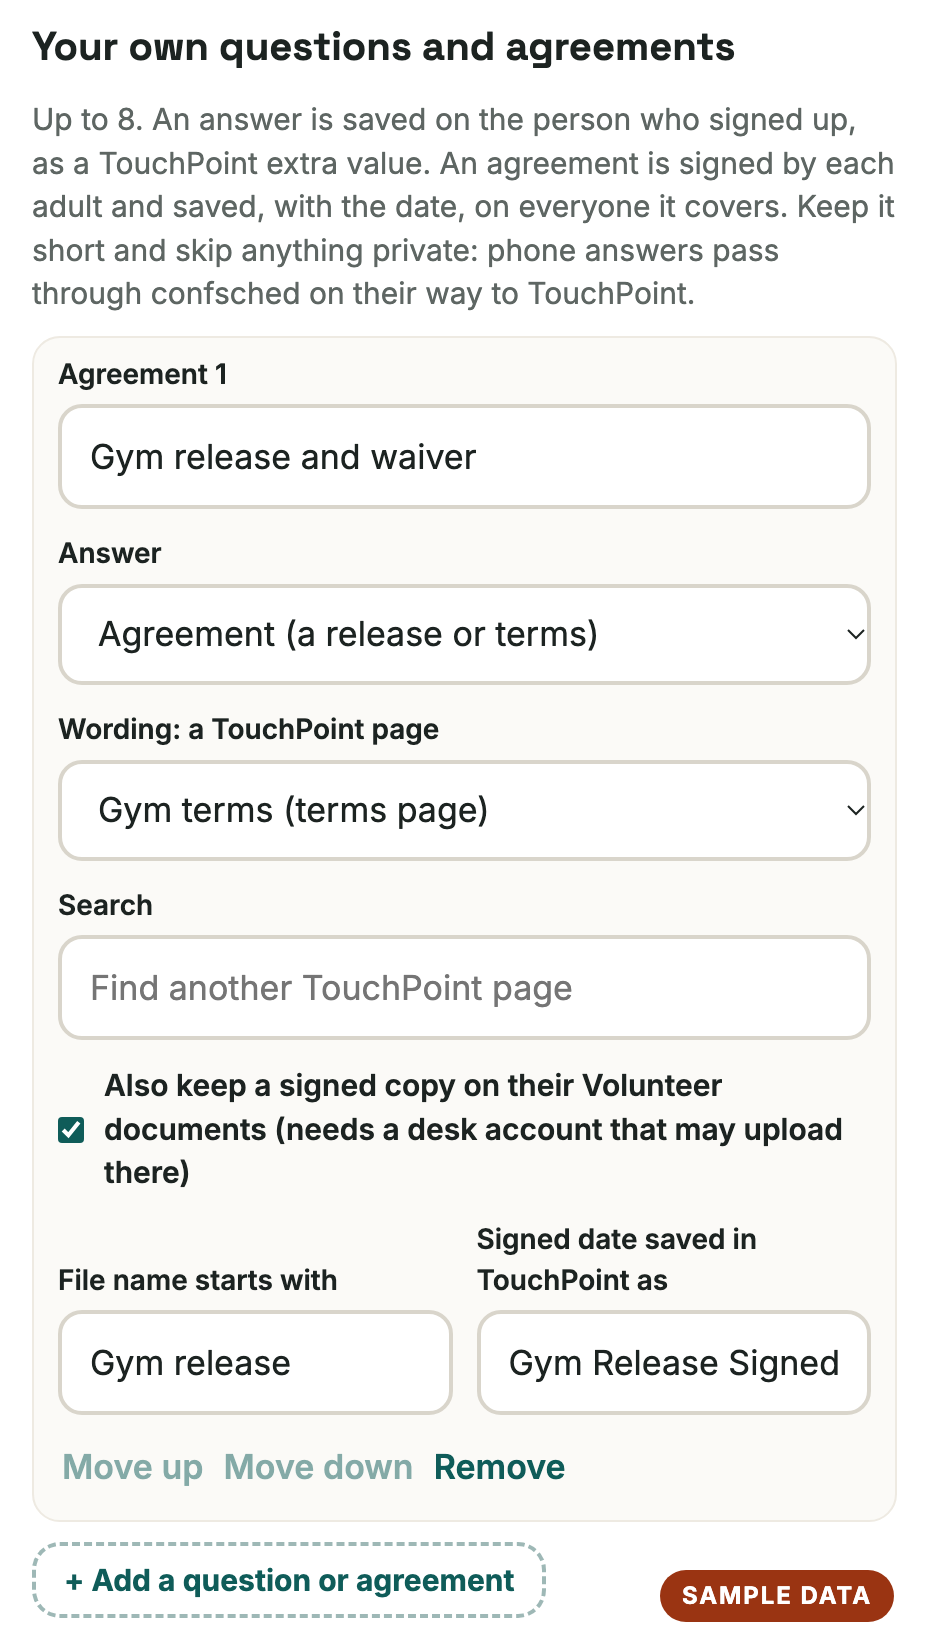 Your own questions and agreements
Up to 8. An answer is saved on the person who signed up,
as a TouchPoint extra value. An agreement is signed by each
adult and saved, with the date, on everyone it covers. Keep it
short and skip anything private: phone answers pass
through confsched on their way to TouchPoint.
Agreement 1
Gym release and waiver
Answer
Agreement (a release or terms)
Wording: a TouchPoint page
Gym terms (terms page)
Search
Find another TouchPoint page
Also keep a signed copy on their Volunteer
documents (needs a desk account that may upload
there)
File name starts with
Gym release
Signed date saved in
TouchPoint as
Gym Release Signed
Move up Move down Remove
+ Add a question or agreement
SAMPLE DATA